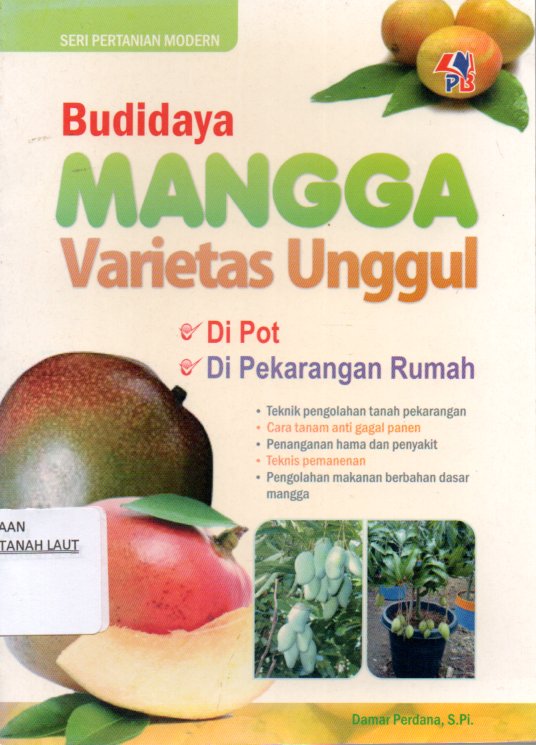 SERI PERTANIAN MODERN
PB
Budidaya
MANGGA
Varietas Unggul
Di Pot
Di Pekarangan Rumah
• Teknik pengolahan tanah pekarangan
• Cara tanam anti gagal panen
• Penanganan hama dan penyakit
• Teknis pemanenan
• Pengolahan makanan berbahan dasar
mangga
AAN
TANAH LAUT
Damar Perdana, S.Pi.